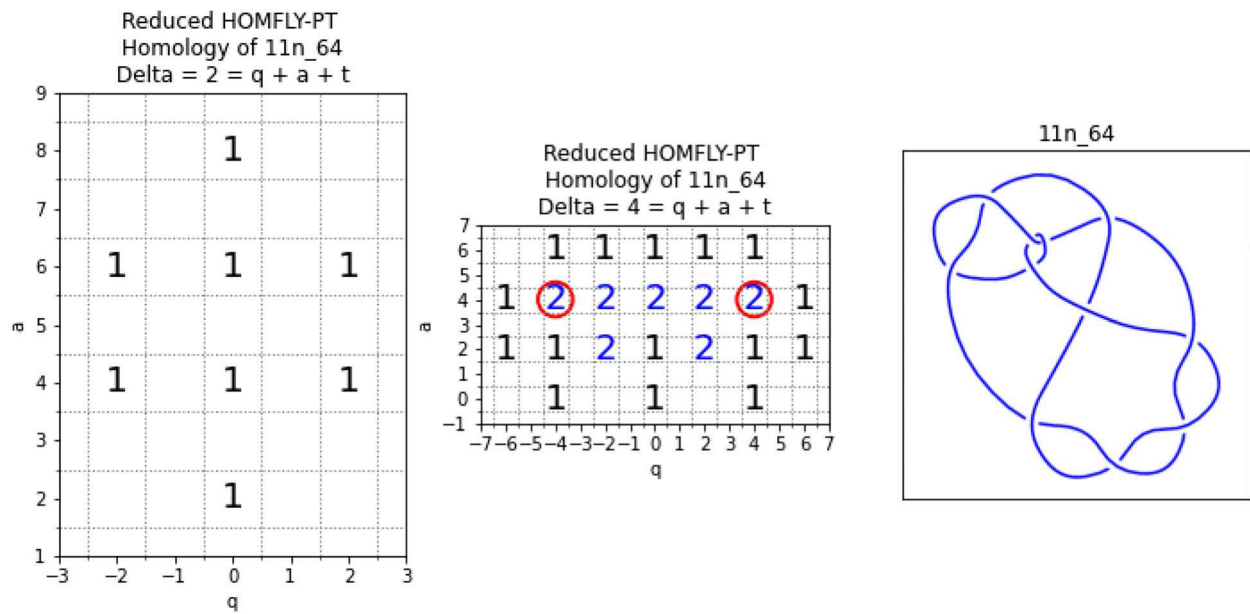 Reduced HOMFLY-PT
Homology of 11n_64
Delta = 2 = q + a + t
9
8
7
6
5
4
3
2
1
a
1
1 1 1
1 1 1
1
−3 −2 −1 0 1 2 3
q
Reduced HOMFLY-PT
Homology of 11n_64
Delta = 4 = q + a + t
7
6
5
4
3
2
1
0
−1
a
1 1 1 1 1
1 2 2 2 2 2 1
1 1 2 1 2 1 1
1 1 1
−7 −6 −5 −4 −3 −2 −1 0 1 2 3 4 5 6 7
q
11n_64